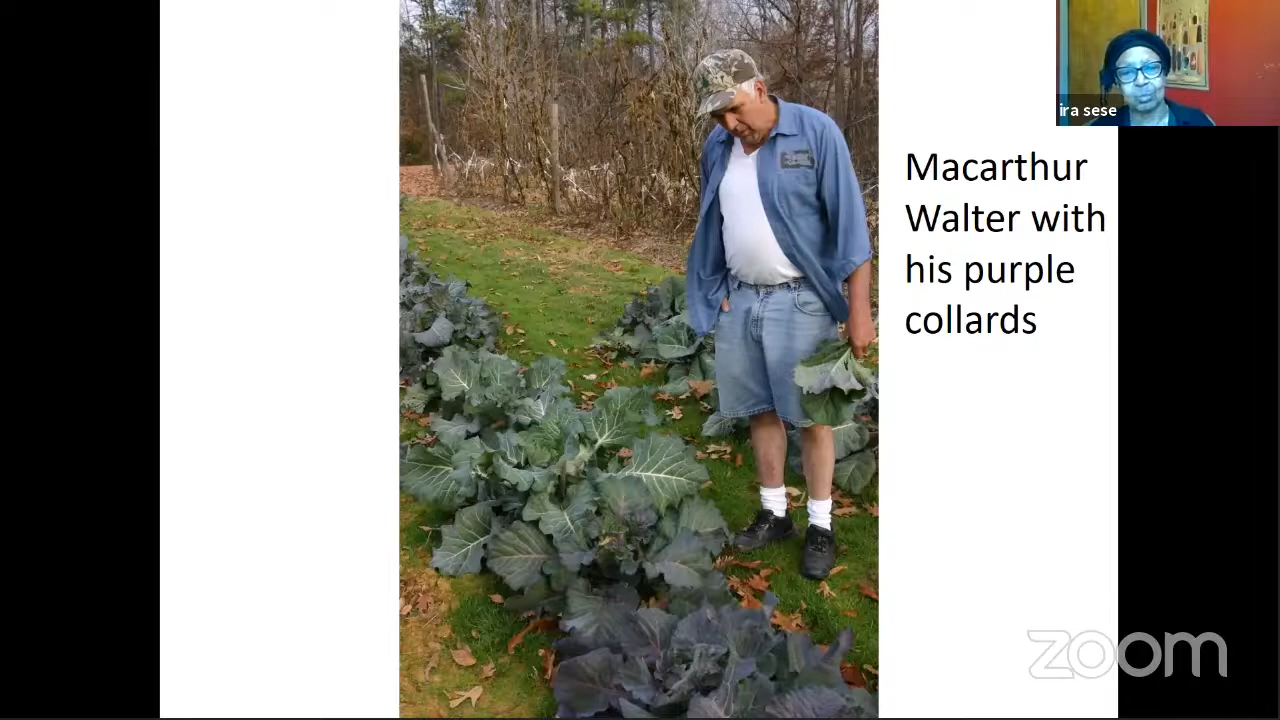 ira sese
Macarthur
Walter with
his purple
collards
zoom